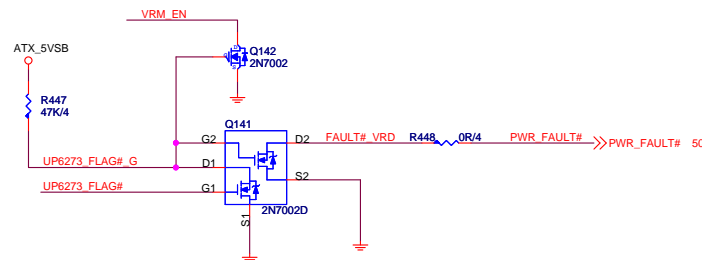 VRM_EN
ATX_5VSB
D
Q142
G
2N7002
S
R447
47K/4
Q141
G2
D2
FAULT#_VRD
R448
0R/4
PWR_FAULT#
PWR_FAULT# 50
UP6273_FLAG#_G
D1
S2
UP6273_FLAG#
G1
2N7002D
S1